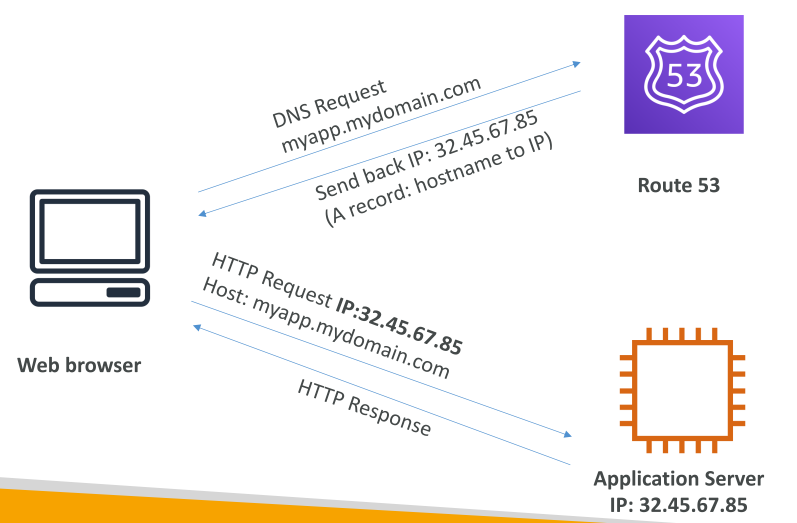 DNS Request
myapp.mydomain.com
53
Send back IP: 32.45.67.85
(A record: hostname to IP)
Route 53
HTTP Request IP:32.45.67.85
Host: myapp.mydomain.com
Web browser
HTTP Response
Application Server
IP: 32.45.67.85